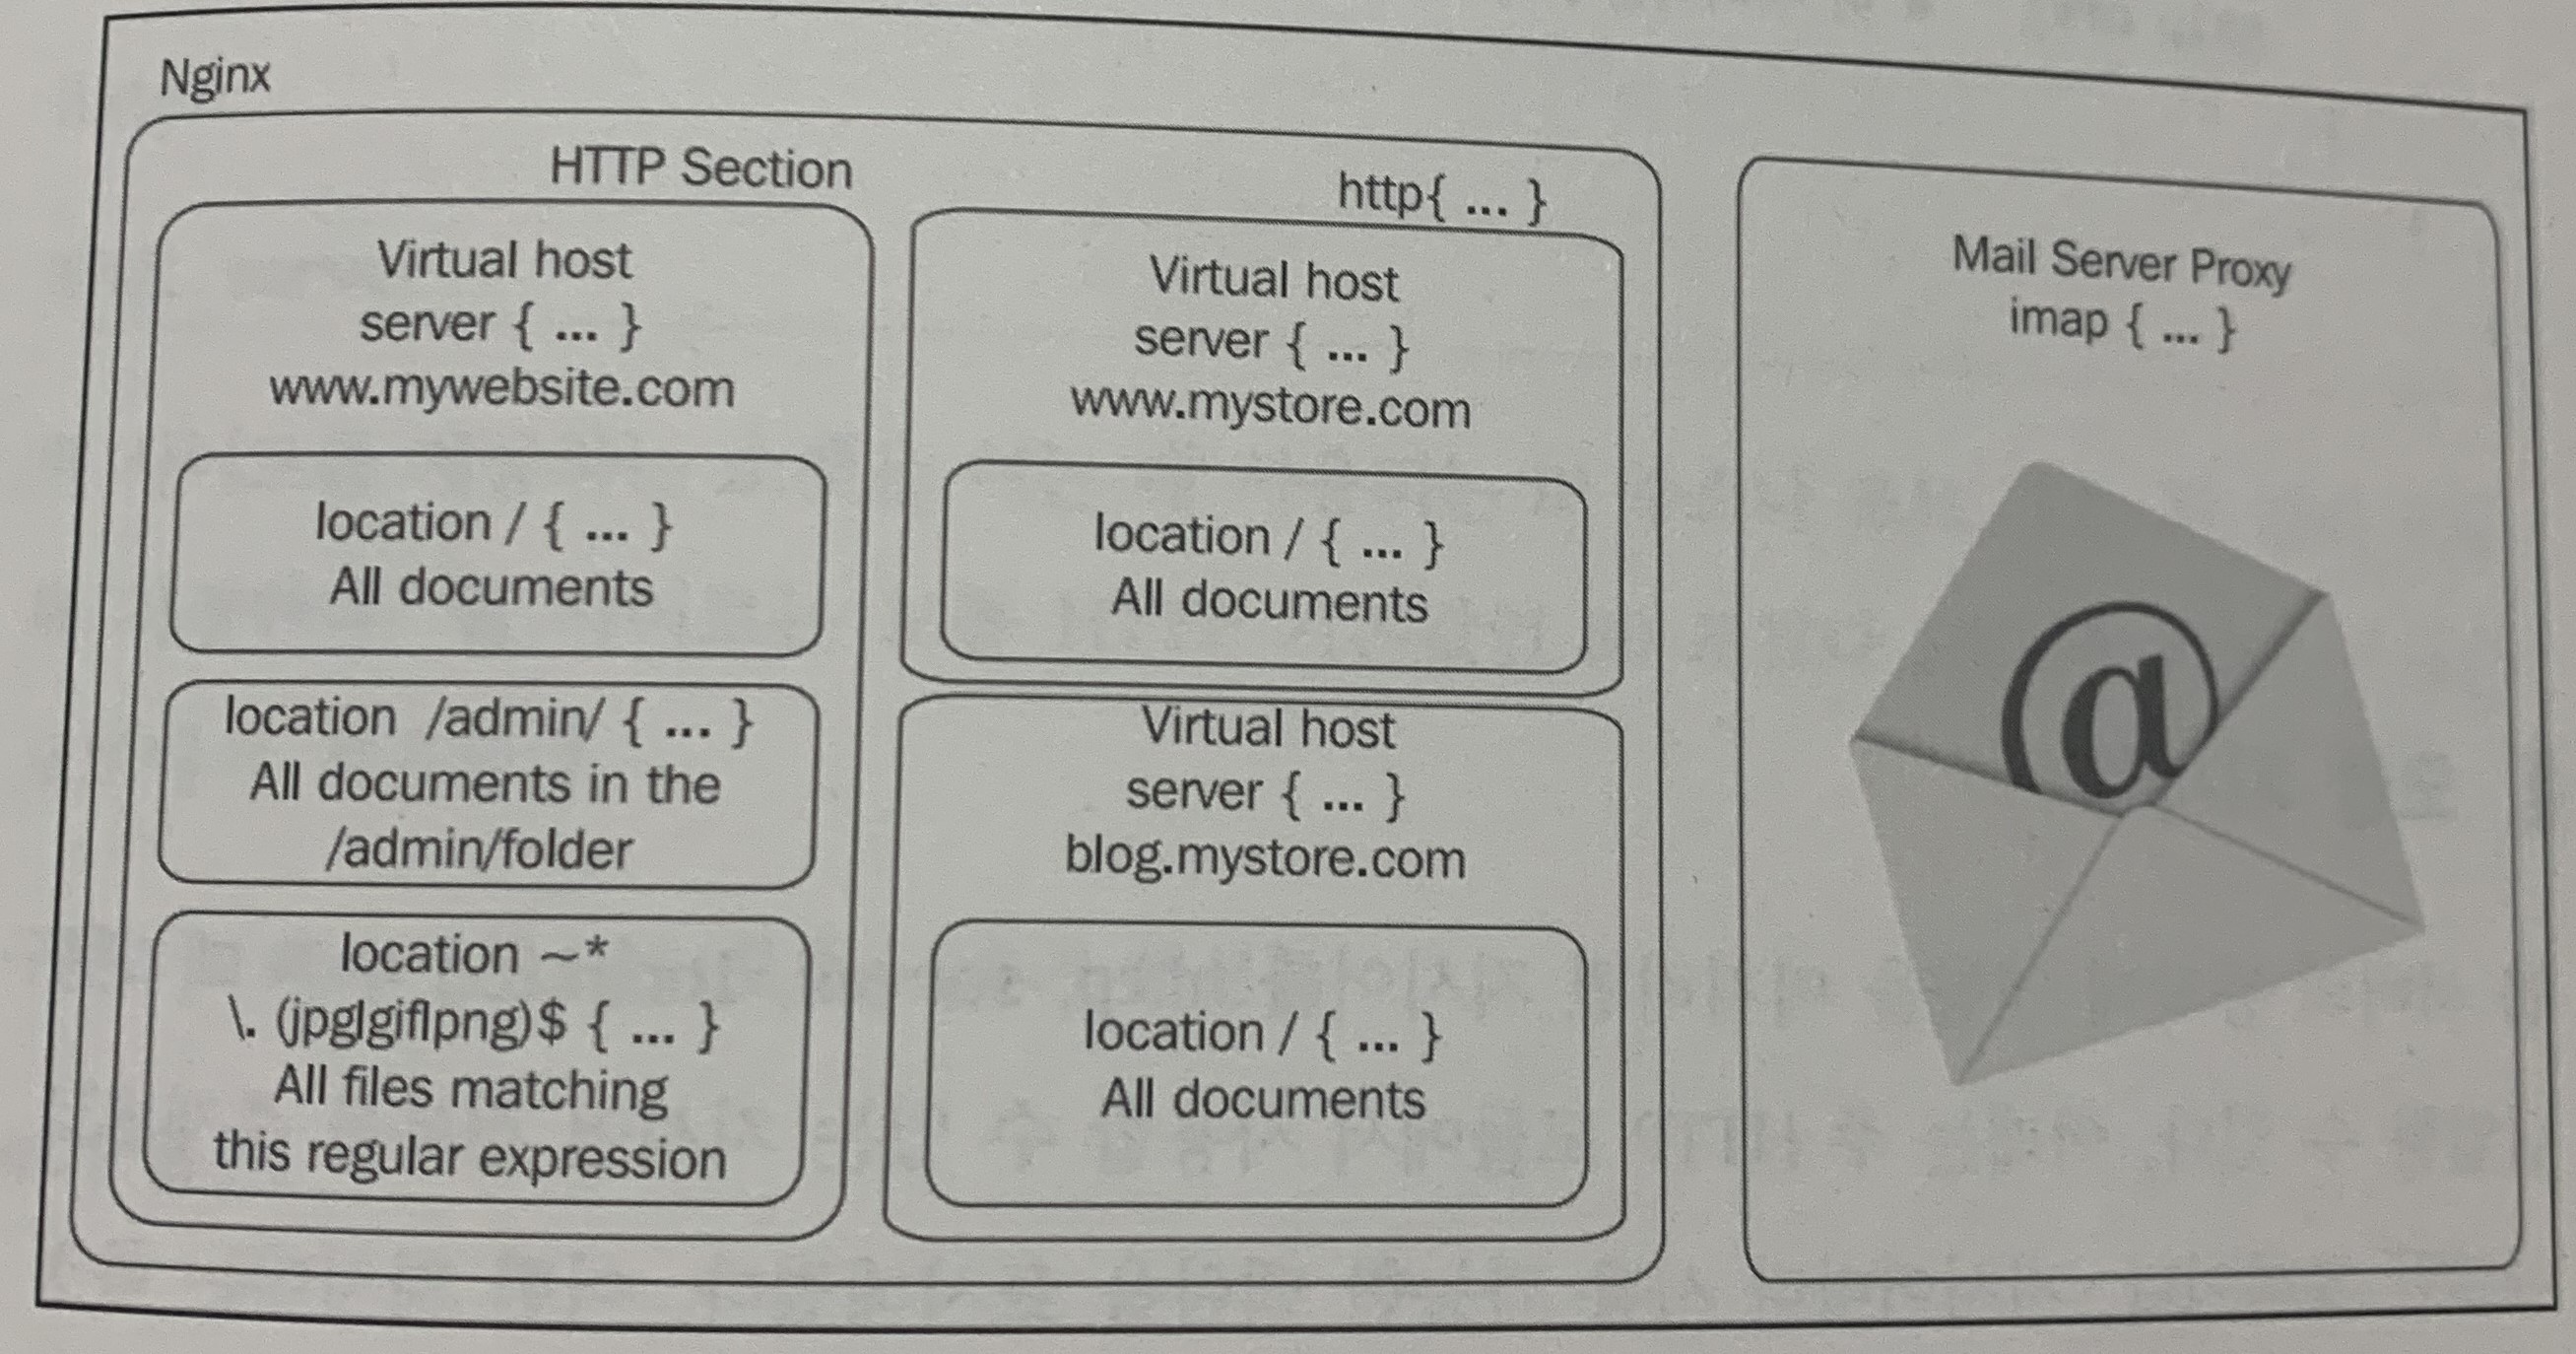 Nginx
HTTP Section
http{ ... }
Virtual host
server { ... }
www.mywebsite.com
location / { ... }
All documents
location /admin/ { ... }
All documents in the
/admin/folder
location ~*
\. (jpg|gif|png)$ { ... }
All files matching
this regular expression
Virtual host
server { ... }
www.mystore.com
location / { ... }
All documents
Virtual host
server { ... }
blog.mystore.com
location / { ... }
All documents
Mail Server Proxy
imap { ... }
@